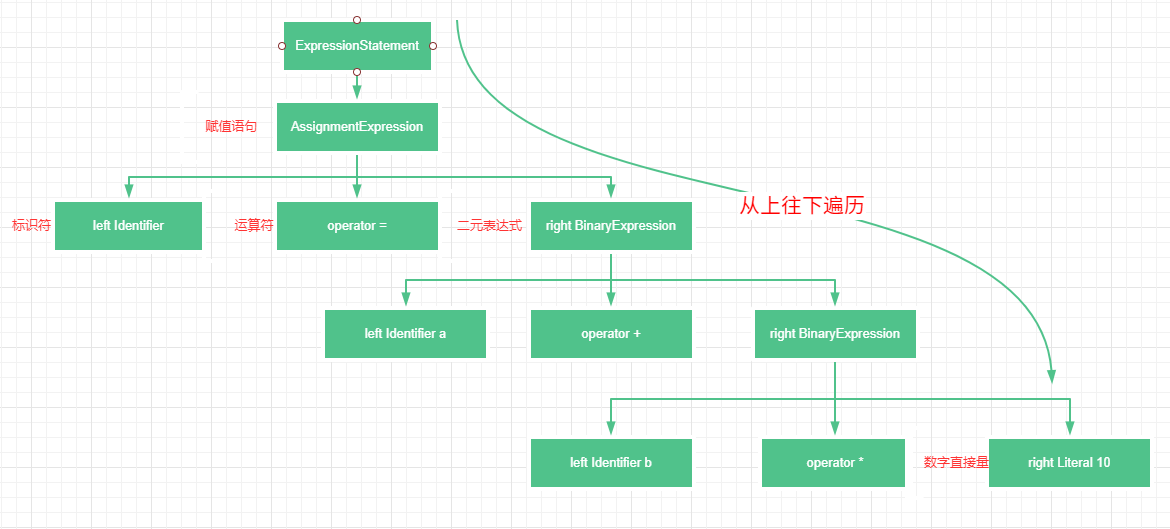 ExpressionStatement
赋值语句
AssignmentExpression
标识符
left Identifier
运算符
operator =
二元表达式
right BinaryExpression
从上往下遍历
left Identifier a
operator +
right BinaryExpression
left Identifier b
operator *
数字直接量
right Literal 10